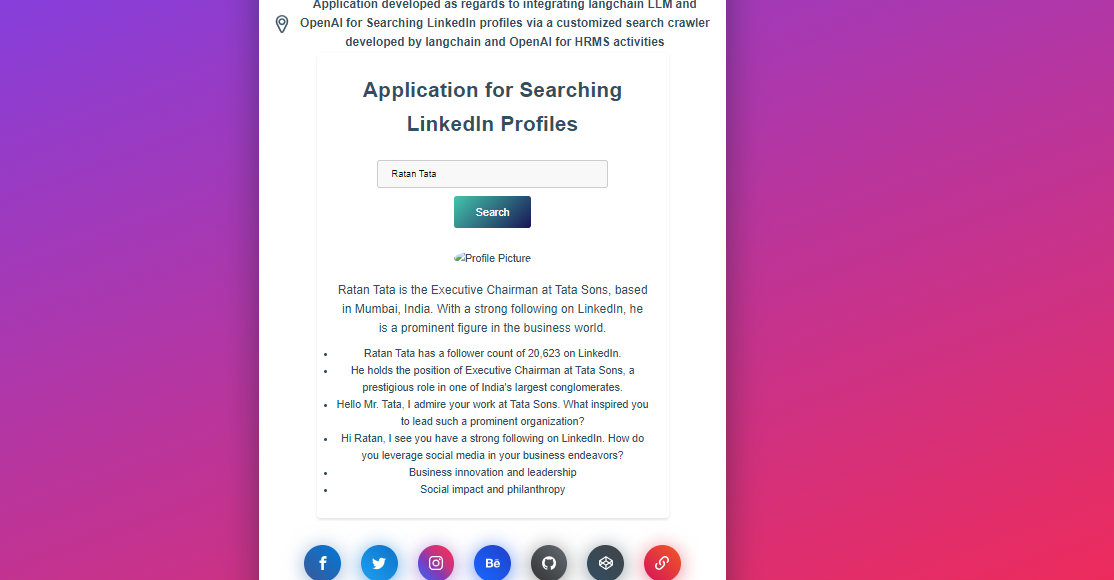 Application developed as regards to integrating langchain LLM and
OpenAI for Searching LinkedIn profiles via a customized search crawler
developed by langchain and OpenAI for HRMS activities
Application for Searching
LinkedIn Profiles
Ratan Tata
Search
Profile Picture
Ratan Tata is the Executive Chairman at Tata Sons, based
in Mumbai, India. With a strong following on LinkedIn, he
is a prominent figure in the business world.
Ratan Tata has a follower count of 20,623 on LinkedIn.
He holds the position of Executive Chairman at Tata Sons, a
prestigious role in one of India's largest conglomerates.
Hello Mr. Tata, I admire your work at Tata Sons. What inspired you
to lead such a prominent organization?
Hi Ratan, I see you have a strong following on LinkedIn. How do
you leverage social media in your business endeavors?
Business innovation and leadership
Social impact and philanthropy
Bē